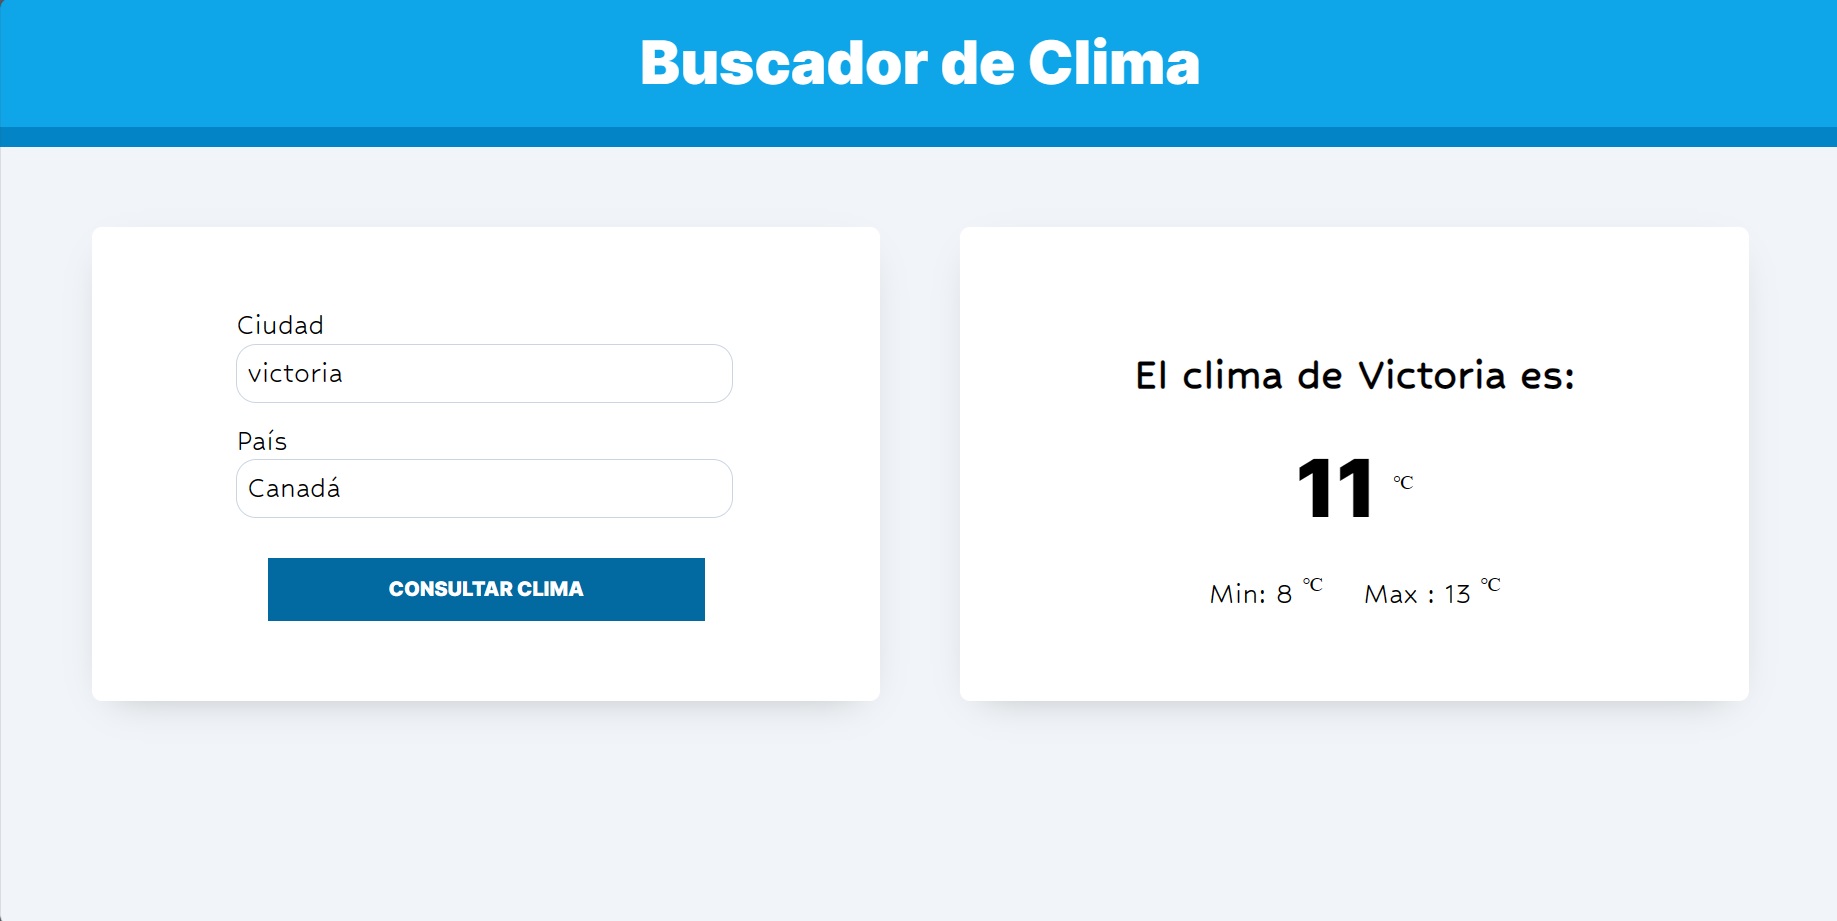 Buscador de Clima
Ciudad
victoria
País
Canadá
CONSULTAR CLIMA
El clima de Victoria es:
11 ℃
Min: 8 ℃ Max : 13 ℃